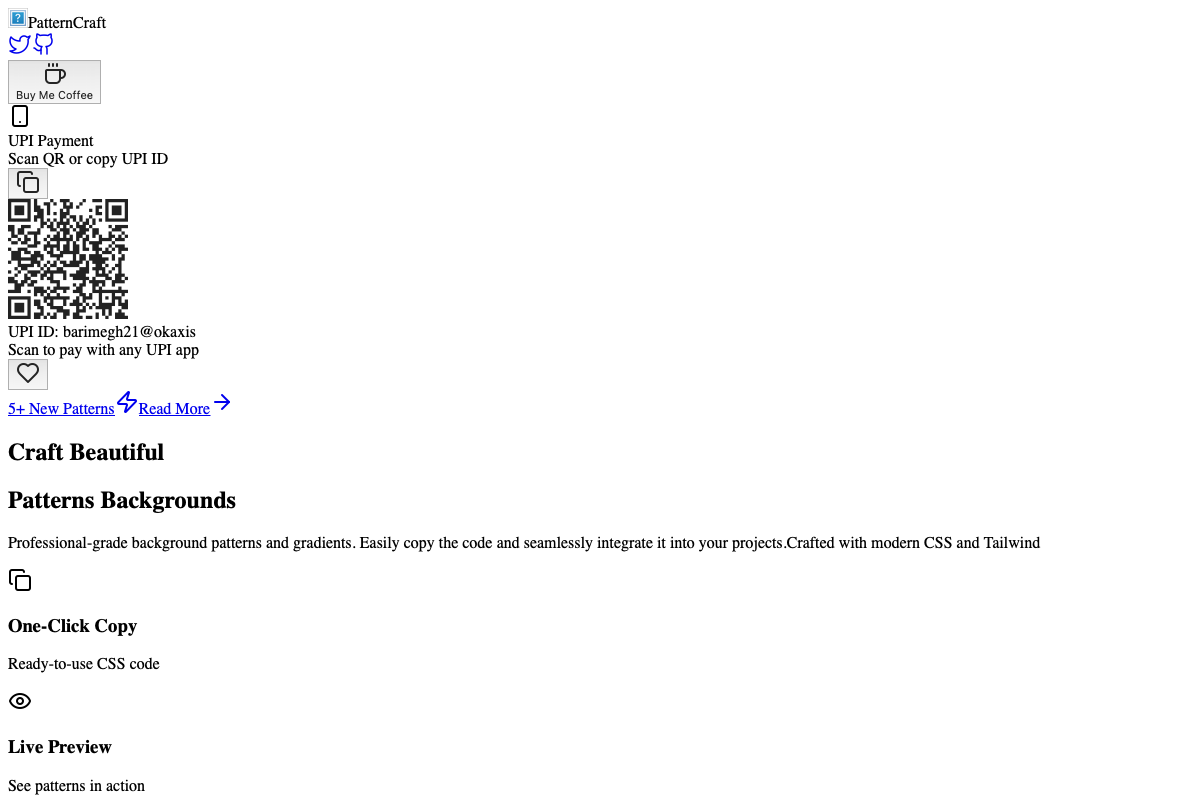 PatternCraft
Buy Me Coffee
UPI Payment
Scan QR or copy UPI ID
UPI ID: barimegh21@okaxis
Scan to pay with any UPI app
5+ New Patterns Read More
Craft Beautiful
Patterns Backgrounds
Professional-grade background patterns and gradients. Easily copy the code and seamlessly integrate it into your projects.Crafted with modern CSS and Tailwind
One-Click Copy
Ready-to-use CSS code
Live Preview
See patterns in action